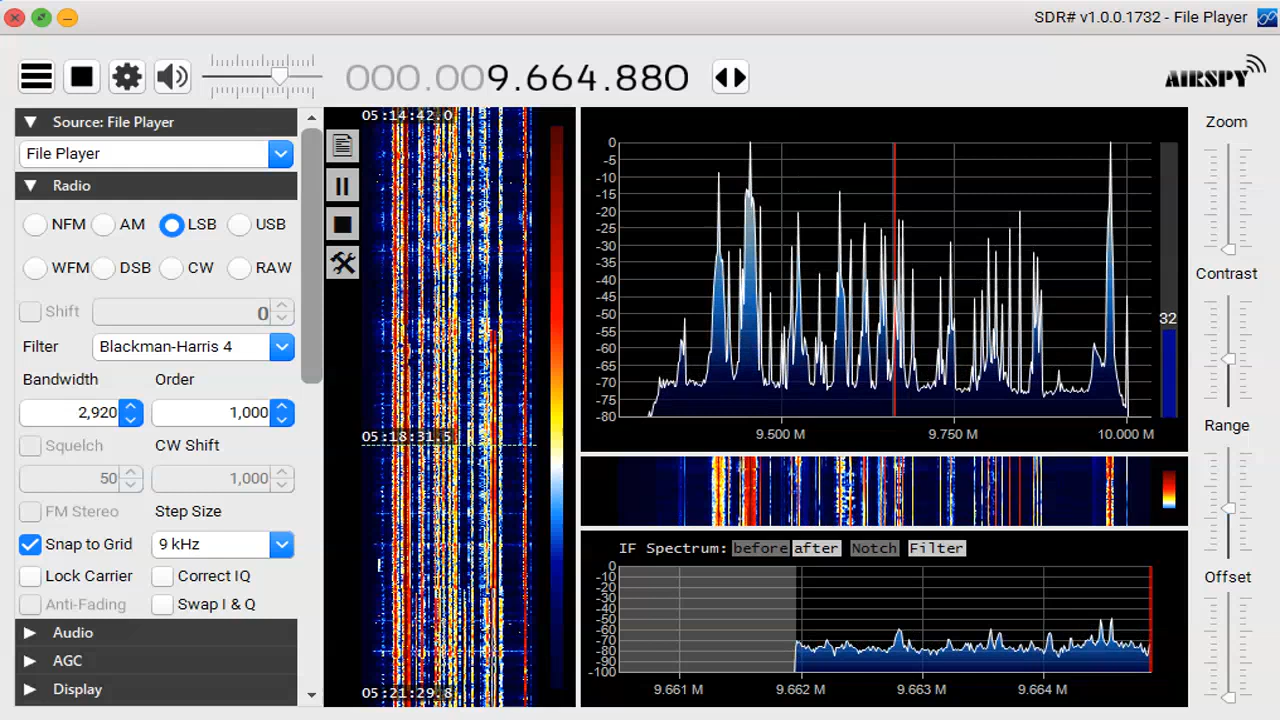 SDR# v1.0.0.1732 - File Player
000.009.664.880
AIRSPY
Source: File Player
File Player
Radio
NFM AM LSB USB
WFM DSB CW RAW
Shift 0
Filter Blackman-Harris 4
Bandwidth Order
2,920 1,000
Squelch CW Shift
50 1,000
FM Stereo Step Size
Snap to Grid 9 kHz
Lock Carrier Correct IQ
Anti-Fading Swap I & Q
Audio
AGC
Display
05:14:42.0
05:18:31.5
05:21:29.8
0
-5
-10
-15
-20
-25
-30
-35
-40
-45
-50
-55
-60
-65
-70
-75
-80
9.500 M 9.750 M 10.000 M
32
IF Spectrum: before after Notch Filter
0
-10
-20
-30
-40
-50
-60
-70
-80
-90
-100
9.661 M 9.662 M 9.663 M 9.664 M
Zoom
Contrast
Range
Offset